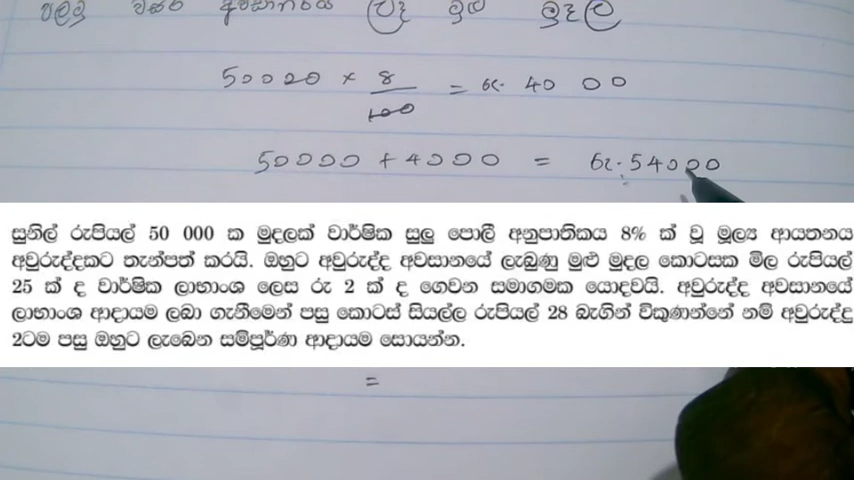 පලමු වසර අවසානයේ ලැබූ මුළු මුදල
50000 × 8/100 = රු. 4000
50000 + 4000 = රු. 54000
සුනිල් රුපියල් 50 000 ක මුදලක් වාර්ෂික සුලු පොලී අනුපාතිකය 8% ක් වූ මූල්‍ය ආයතනය
අවුරුද්දකට තැන්පත් කරයි. ඔහුට අවුරුද්ද අවසානයේ ලැබුණු මුළු මුදල කොටසක මිල රුපියල්
25 ක් ද වාර්ෂික ලාභාංශ ලෙස රු 2 ක් ද ගෙවන සමාගමක යොදවයි. අවුරුද්ද අවසානයේ
ලාභාංශ ආදායම ලබා ගැනීමෙන් පසු කොටස් සියල්ල රුපියල් 28 බැගින් විකුණන්නේ නම් අවුරුද්දු
2ටම පසු ඔහුට ලැබෙන සම්පූර්ණ ආදායම සොයන්න.
=